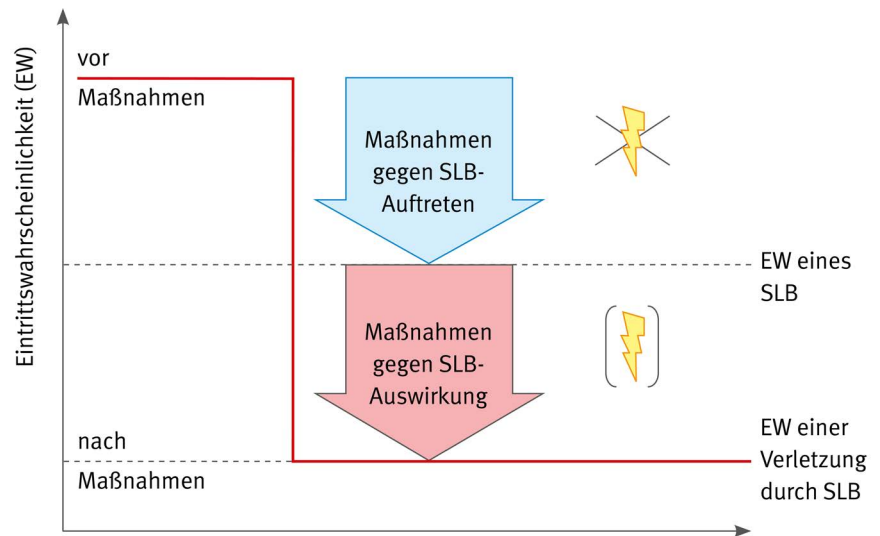 Eintrittswahrscheinlichkeit (EW)
vor
Maßnahmen
Maßnahmen
gegen SLB-
Auftreten
EW eines
SLB
Maßnahmen
gegen SLB-
Auswirkung
nach
Maßnahmen
EW einer
Verletzung
durch SLB